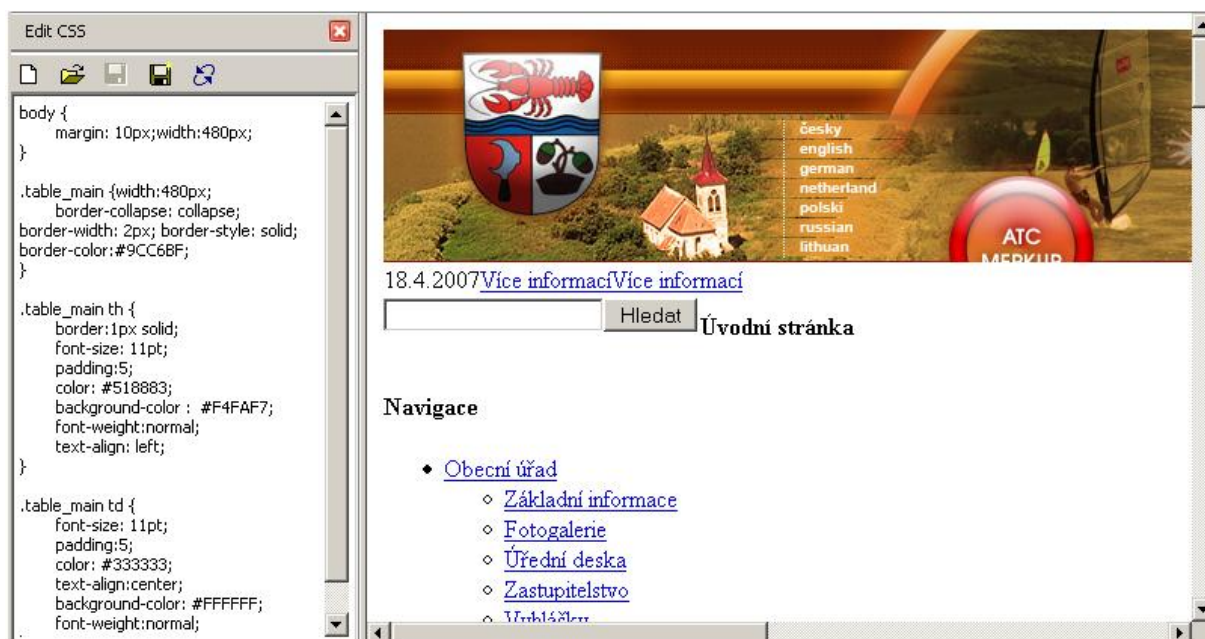 Edit CSS
body {
margin: 10px;width:480px;
}
.table_main {width:480px;
border-collapse: collapse;
border-width: 2px; border-style: solid;
border-color:#9CC6BF;
}
.table_main th {
border:1px solid;
font-size: 11pt;
padding:5;
color: #518883;
background-color :  #F4FAF7;
font-weight:normal;
text-align: left;
}
.table_main td {
font-size: 11pt;
padding:5;
color: #333333;
text-align:center;
background-color: #FFFFFF;
font-weight:normal;
česky
english
german
netherland
polski
russian
lithuan
ATC
MERKUR
18.4.2007Více informacíVíce informací
Hledat Úvodní stránka
Navigace
Obecní úřad
Základní informace
Fotogalerie
Úřední deska
Zastupitelstvo
Vyhlášky